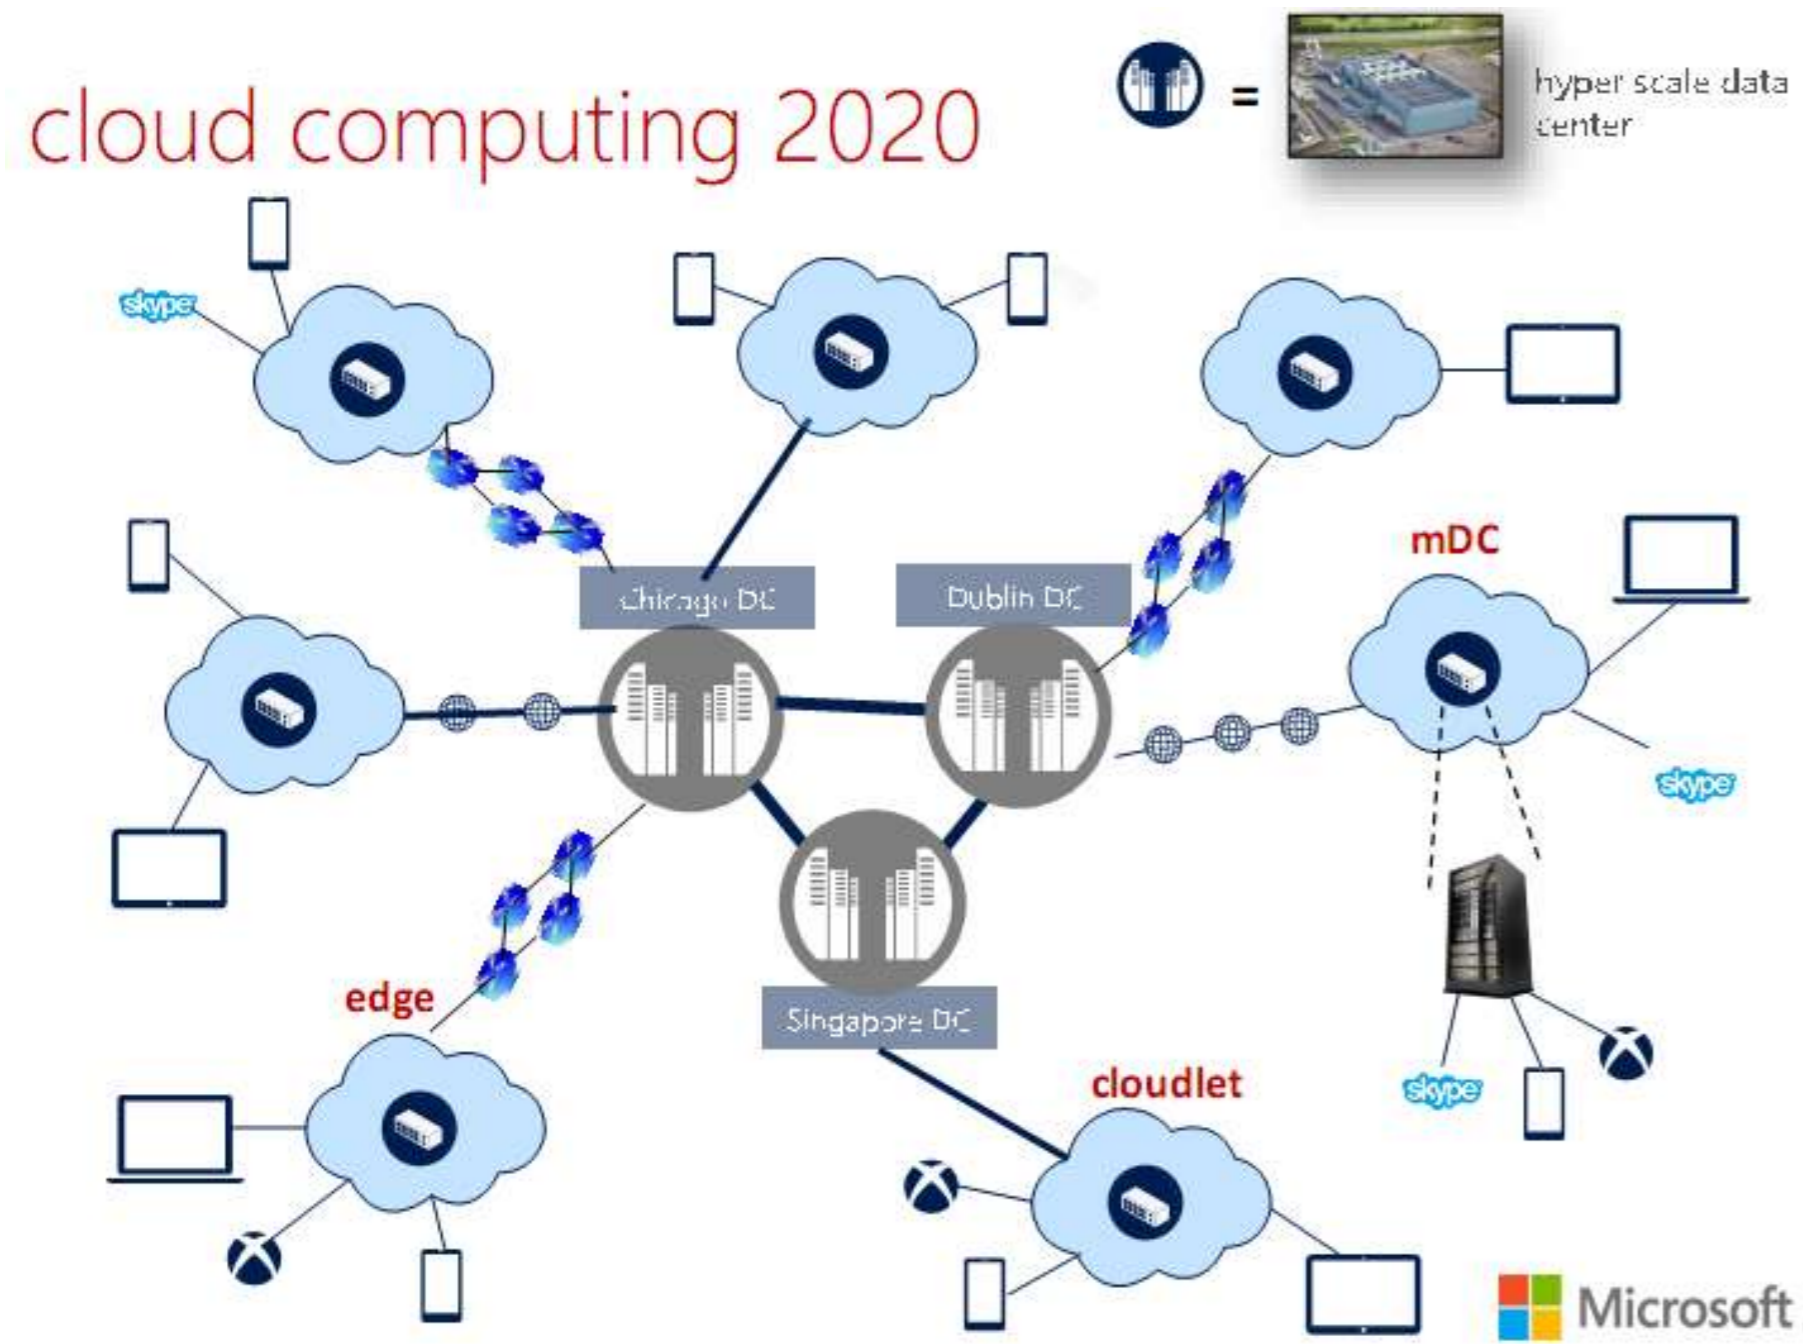 cloud computing 2020
=
hyper scale data
center
skype
mDC
Chicago DC
Dublin DC
skype
edge
Singapore DC
cloudlet
skype
Microsoft